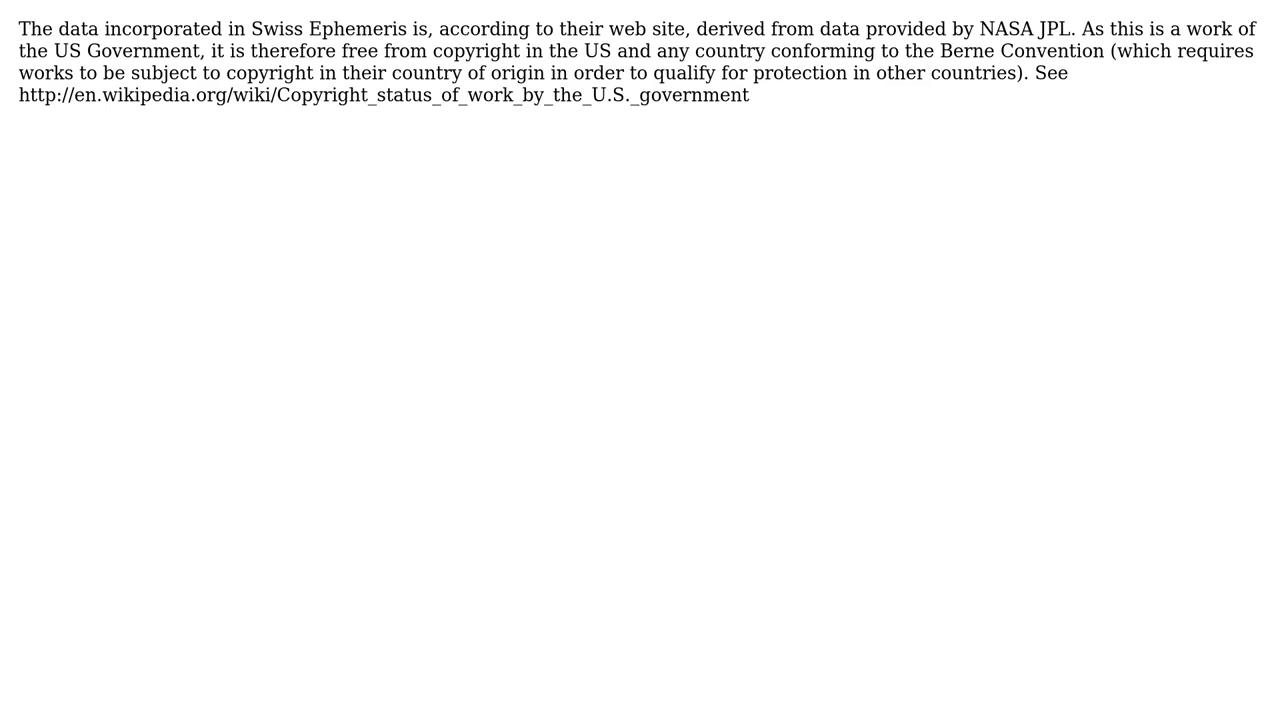 The data incorporated in Swiss Ephemeris is, according to their web site, derived from data provided by NASA JPL. As this is a work of
the US Government, it is therefore free from copyright in the US and any country conforming to the Berne Convention (which requires
works to be subject to copyright in their country of origin in order to qualify for protection in other countries). See
http://en.wikipedia.org/wiki/Copyright_status_of_work_by_the_U.S._government